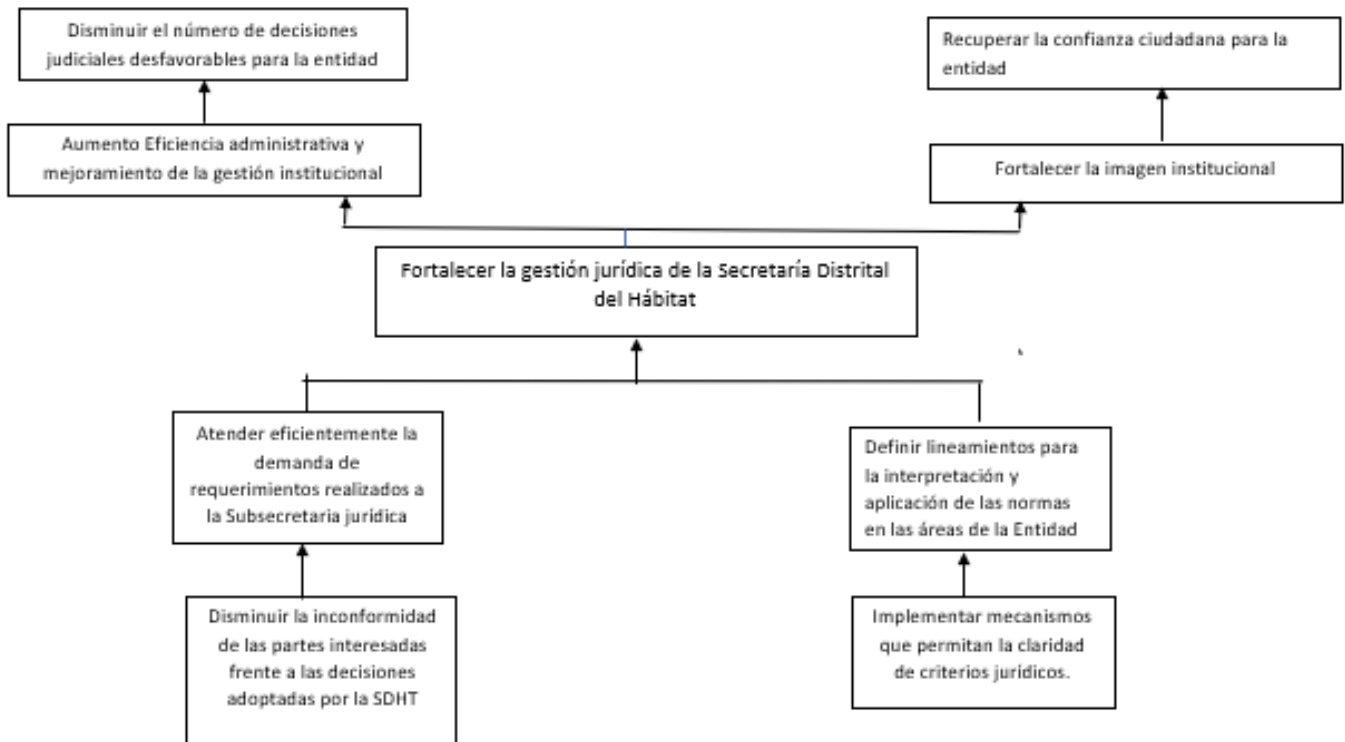 Disminuir el número de decisiones
judiciales desfavorables para la entidad
Recuperar la confianza ciudadana para la
entidad
Aumento Eficiencia administrativa y
mejoramiento de la gestión institucional
Fortalecer la imagen institucional
Fortalecer la gestión jurídica de la Secretaría Distrital
del Hábitat
Atender eficientemente la
demanda de
requerimientos realizados a
la Subsecretaria jurídica
Definir lineamientos para
la interpretación y
aplicación de las normas
en las áreas de la Entidad
Disminuir la inconformidad
de las partes interesadas
frente a las decisiones
adoptadas por la SDHT
Implementar mecanismos
que permitan la claridad
de criterios jurídicos.